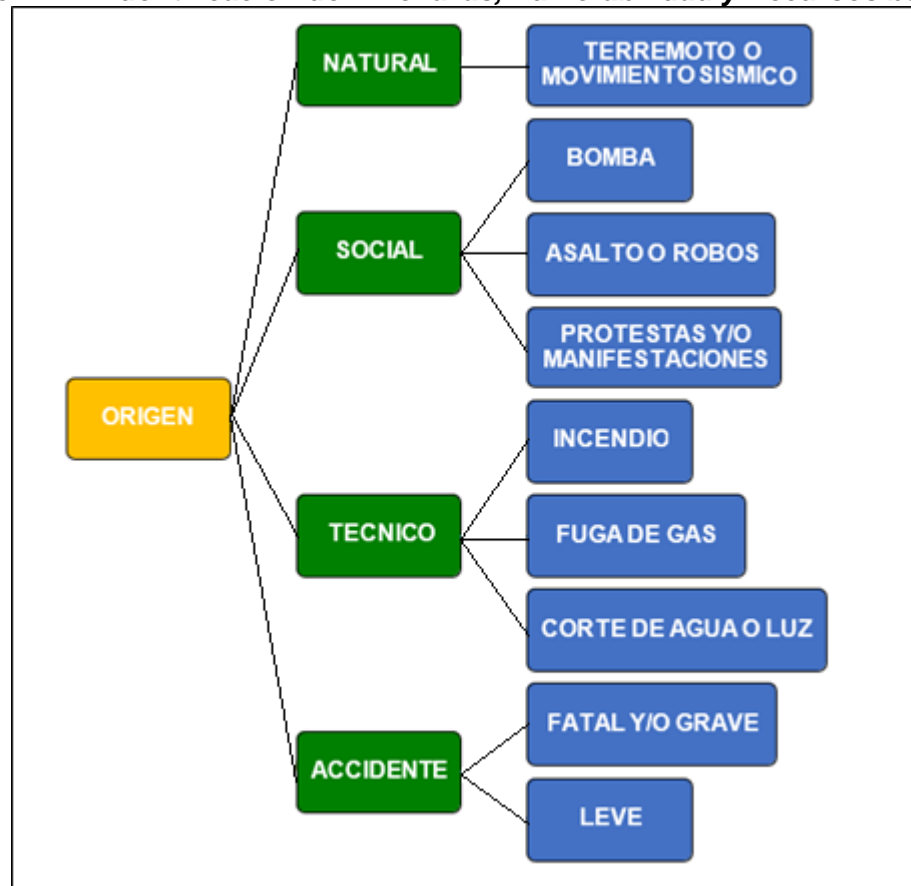 NATURAL
TERREMOTO O
MOVIMIENTO SISMICO
BOMBA
SOCIAL
ASALTO O ROBOS
PROTESTAS Y/O
MANIFESTACIONES
ORIGEN
INCENDIO
TECNICO
FUGA DE GAS
CORTE DE AGUA O LUZ
FATAL Y/O GRAVE
ACCIDENTE
LEVE